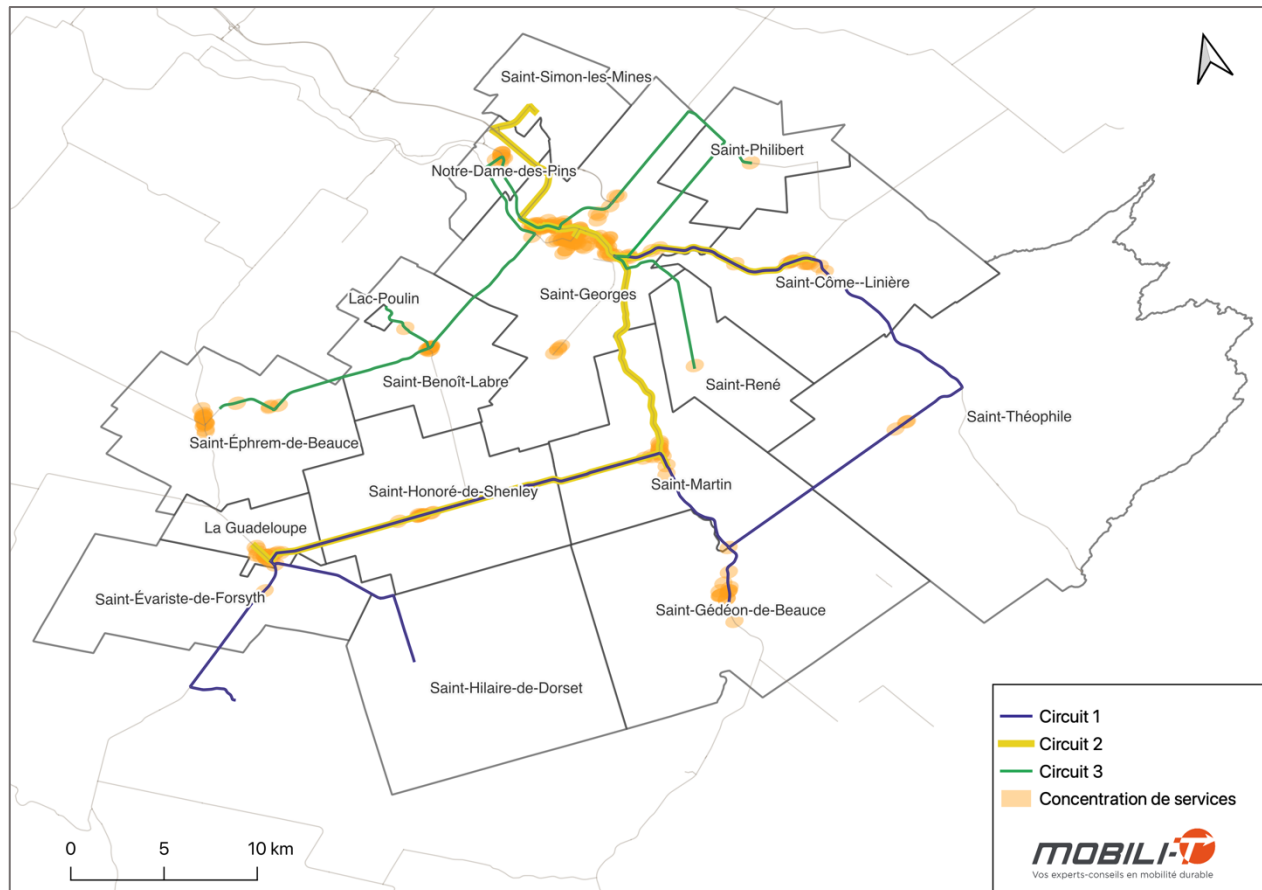 Saint-Simon-les-Mines
Saint-Philibert
Notre-Dame-des-Pins
Saint-Côme--Linière
Saint-Georges
Lac-Poulin
Saint-Benoît-Labre
Saint-René
Saint-Théophile
Saint-Éphrem-de-Beauce
Saint-Martin
Saint-Honoré-de-Shenley
La Guadeloupe
Saint-Évariste-de-Forsyth
Saint-Gédéon-de-Beauce
Saint-Hilaire-de-Dorset
Circuit 1
Circuit 2
Circuit 3
Concentration de services
MOBILI-T
Vos experts-conseils en mobilité durable
0 5 10 km